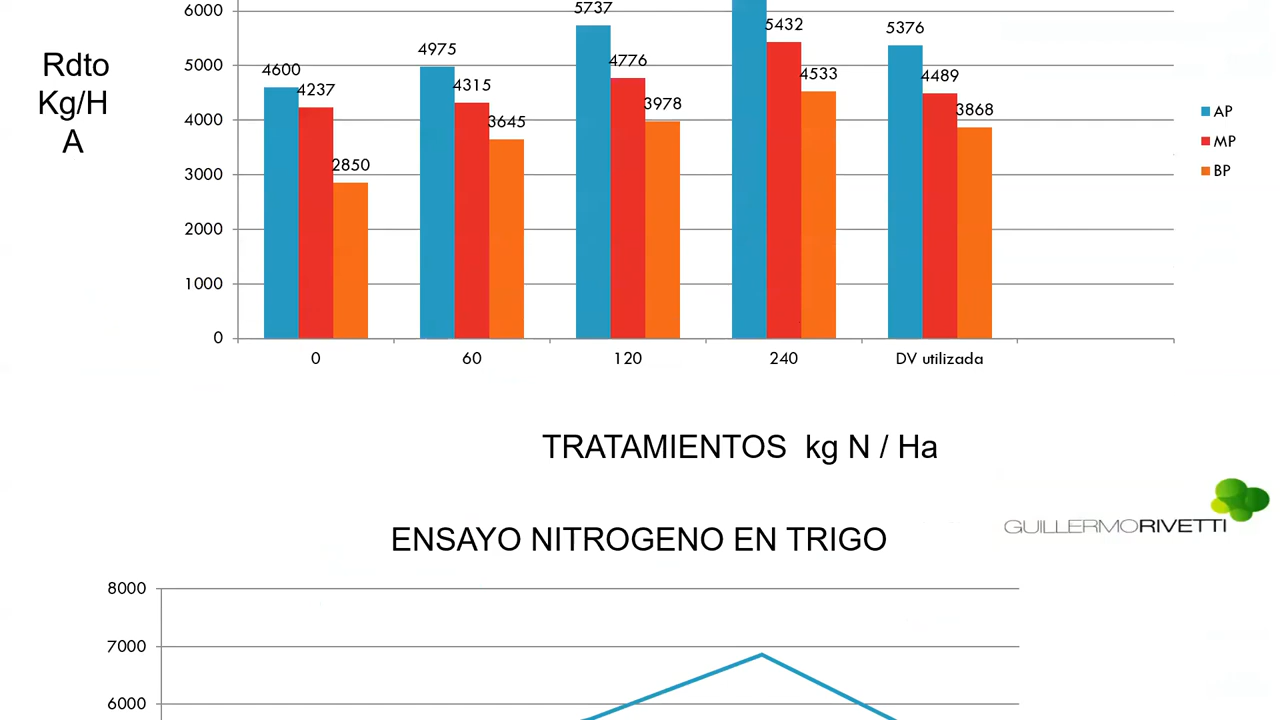 6000
5000
4000
3000
2000
1000
0
Rdto
Kg/H
A
4600
4237
2850
4975
4315
3645
5737
4776
3978
5432
4533
5376
4489
3868
AP
MP
BP
0 60 120 240 DV utilizada
TRATAMIENTOS kg N / Ha
GUILLERMORIVETTI
ENSAYO NITROGENO EN TRIGO
8000
7000
6000